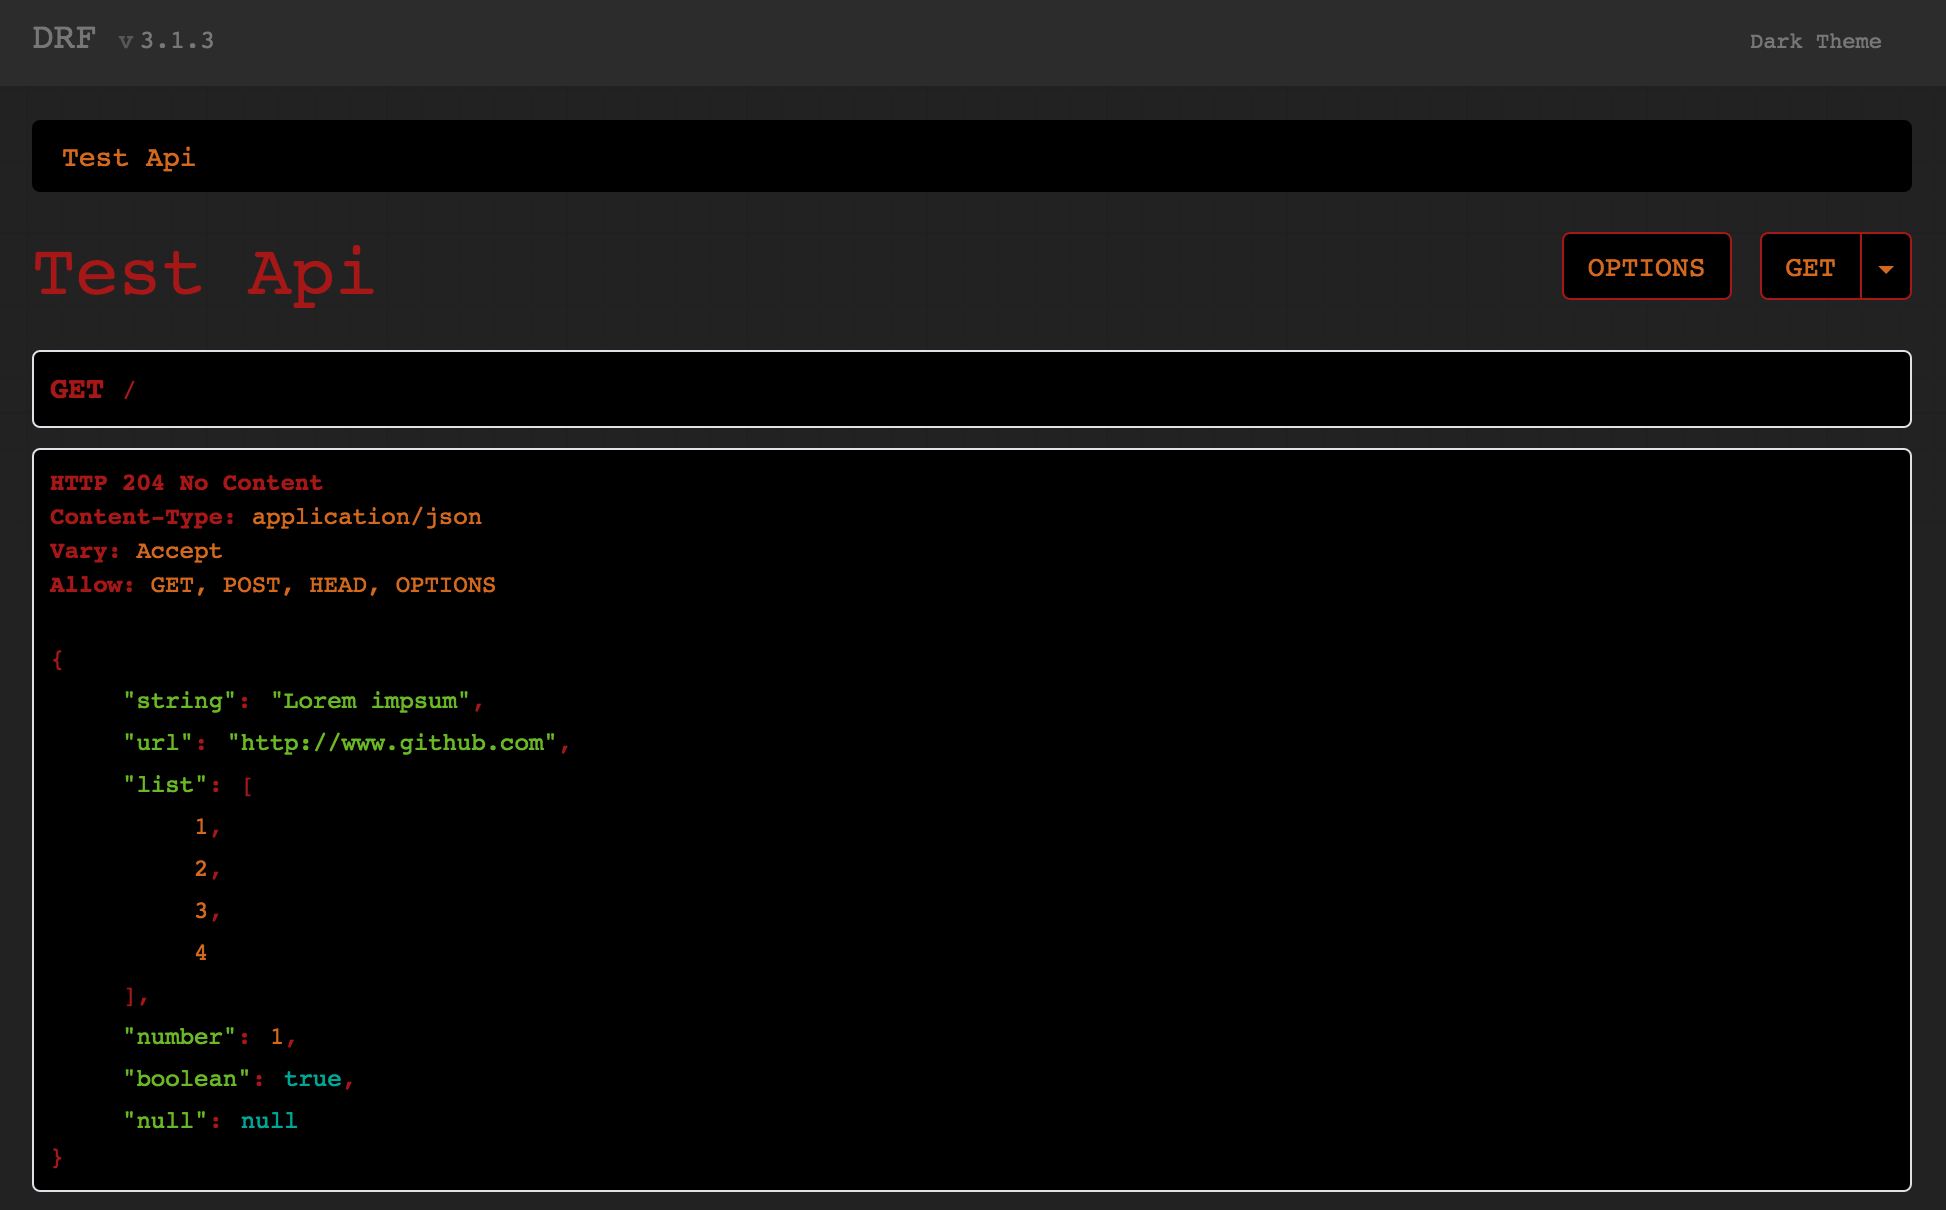 DRF v 3.1.3
Dark Theme
Test Api
Test Api
OPTIONS
GET
GET /
HTTP 204 No Content
Content-Type: application/json
Vary: Accept
Allow: GET, POST, HEAD, OPTIONS
{
"string": "Lorem impsum",
"url": "http://www.github.com",
"list": [
1,
2,
3,
4
],
"number": 1,
"boolean": true,
"null": null
}